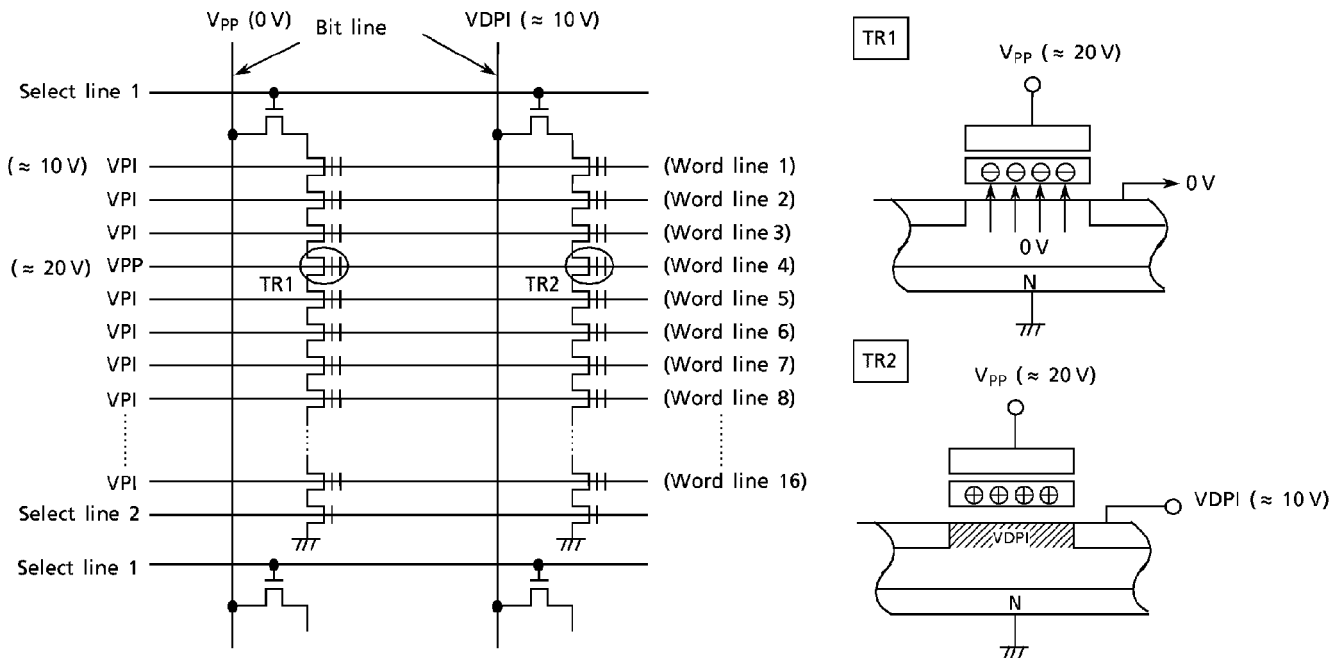 VPP (0 V)
Bit line
VDPI (≈ 10 V)
Select line 1
(≈ 10 V) VPI (Word line 1)
VPI (Word line 2)
VPI (Word line 3)
(≈ 20 V) VPP TR1 TR2 (Word line 4)
VPI (Word line 5)
VPI (Word line 6)
VPI (Word line 7)
VPI (Word line 8)
VPI (Word line 16)
Select line 2
Select line 1
TR1
VPP (≈ 20 V)
0 V
0 V
N
TR2
VPP (≈ 20 V)
VDPI (≈ 10 V)
VDPI
N